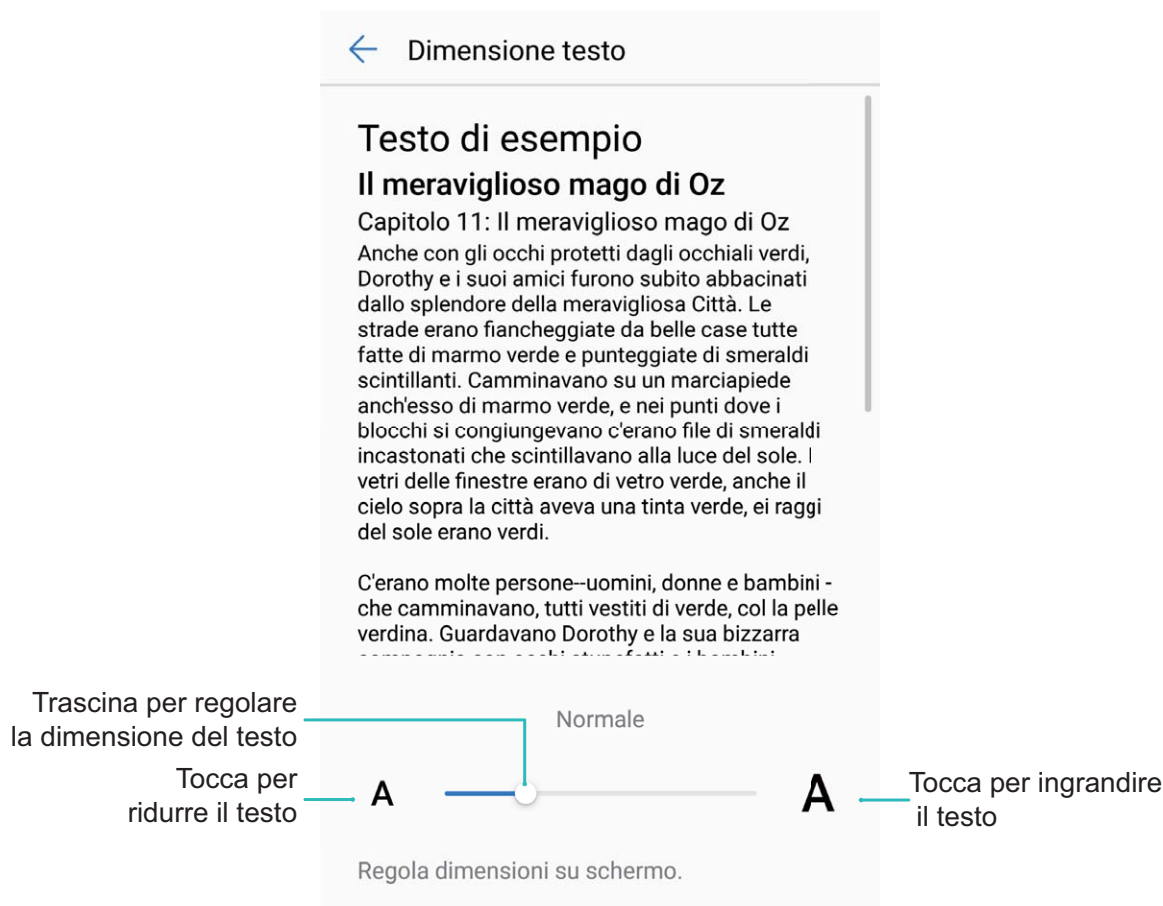 Dimensione testo
Testo di esempio
Il meraviglioso mago di Oz
Capitolo 11: Il meraviglioso mago di Oz
Anche con gli occhi protetti dagli occhiali verdi,
Dorothy e i suoi amici furono subito abbacinati
dallo splendore della meravigliosa Città. Le
strade erano fiancheggiate da belle case tutte
fatte di marmo verde e punteggiate di smeraldi
scintillanti. Camminavano su un marciapiede
anch'esso di marmo verde, e nei punti dove i
blocchi si congiungevano c'erano file di smeraldi
incastonati che scintillavano alla luce del sole. I
vetri delle finestre erano di vetro verde, anche il
cielo sopra la città aveva una tinta verde, ei raggi
del sole erano verdi.
C'erano molte persone--uomini, donne e bambini -
che camminavano, tutti vestiti di verde, col la pelle
verdina. Guardavano Dorothy e la sua bizzarra
Trascina per regolare
la dimensione del testo
Normale
Tocca per
ridurre il testo
A
A
Tocca per ingrandire
il testo
Regola dimensioni su schermo.